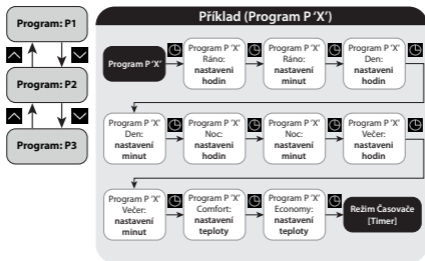 Program: P1
Program: P2
Program: P3
Příklad (Program P ‘X’)
Program P ‘X’
Program P ‘X’
Ráno:
nastavení
hodin
Program P ‘X’
Ráno:
nastavení
minut
Program P ‘X’
Den:
nastavení
hodin
Program P ‘X’
Den:
nastavení
minut
Program P ‘X’
Noc:
nastavení
hodin
Program P ‘X’
Noc:
nastavení
minut
Program P ‘X’
Večer:
nastavení
hodin
Program P ‘X’
Večer:
nastavení
minut
Program P ‘X’
Comfort:
nastavení
teploty
Program P ‘X’
Economy:
nastavení
teploty
Režim Časovače
[Timer]